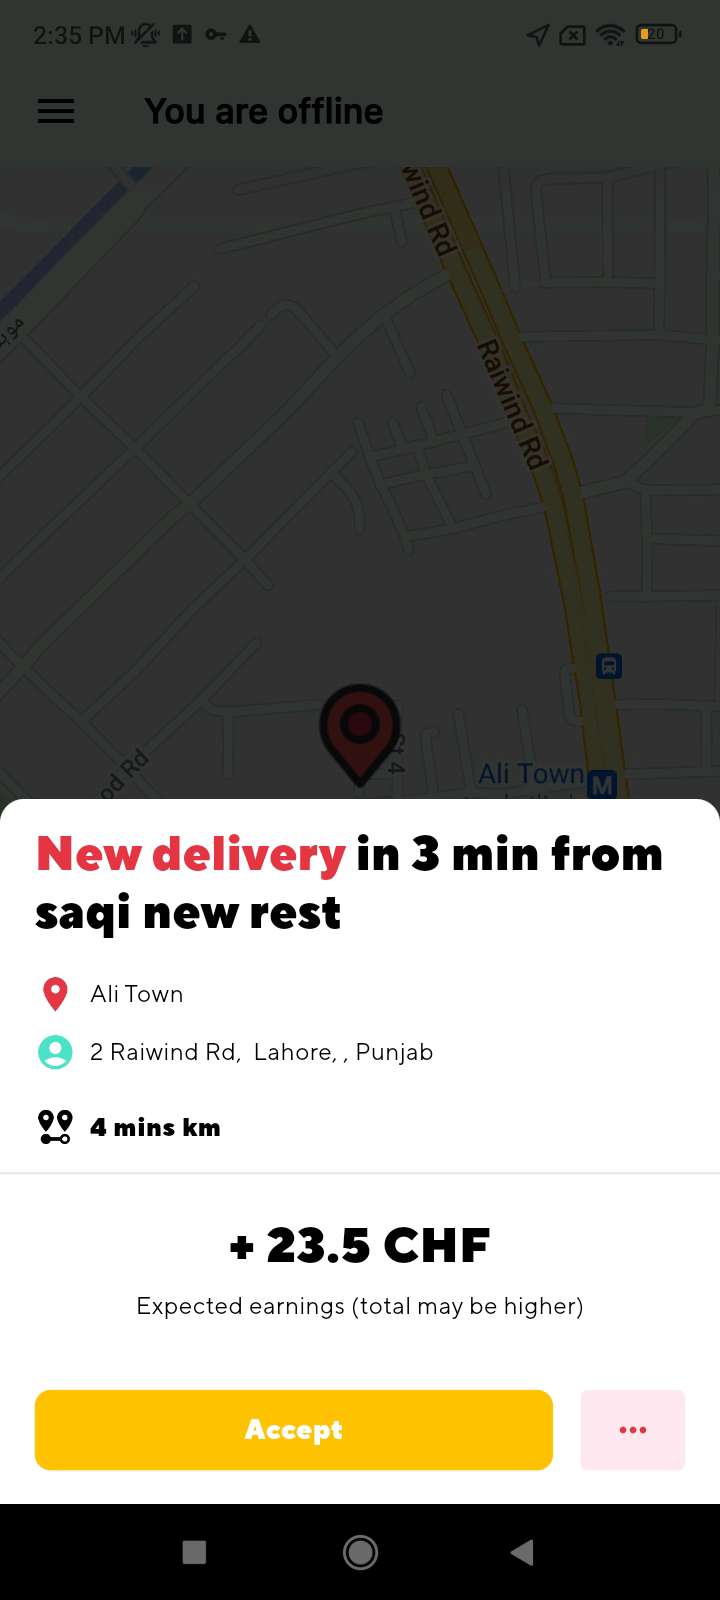 2:35 PM
20
You are offline
wind Rd
Raiwind Rd
موہ
St 4
od Rd
Ali Town
M
New delivery in 3 min from
saqi new rest
Ali Town
2 Raiwind Rd,  Lahore, , Punjab
4 mins km
+ 23.5 CHF
Expected earnings (total may be higher)
Accept